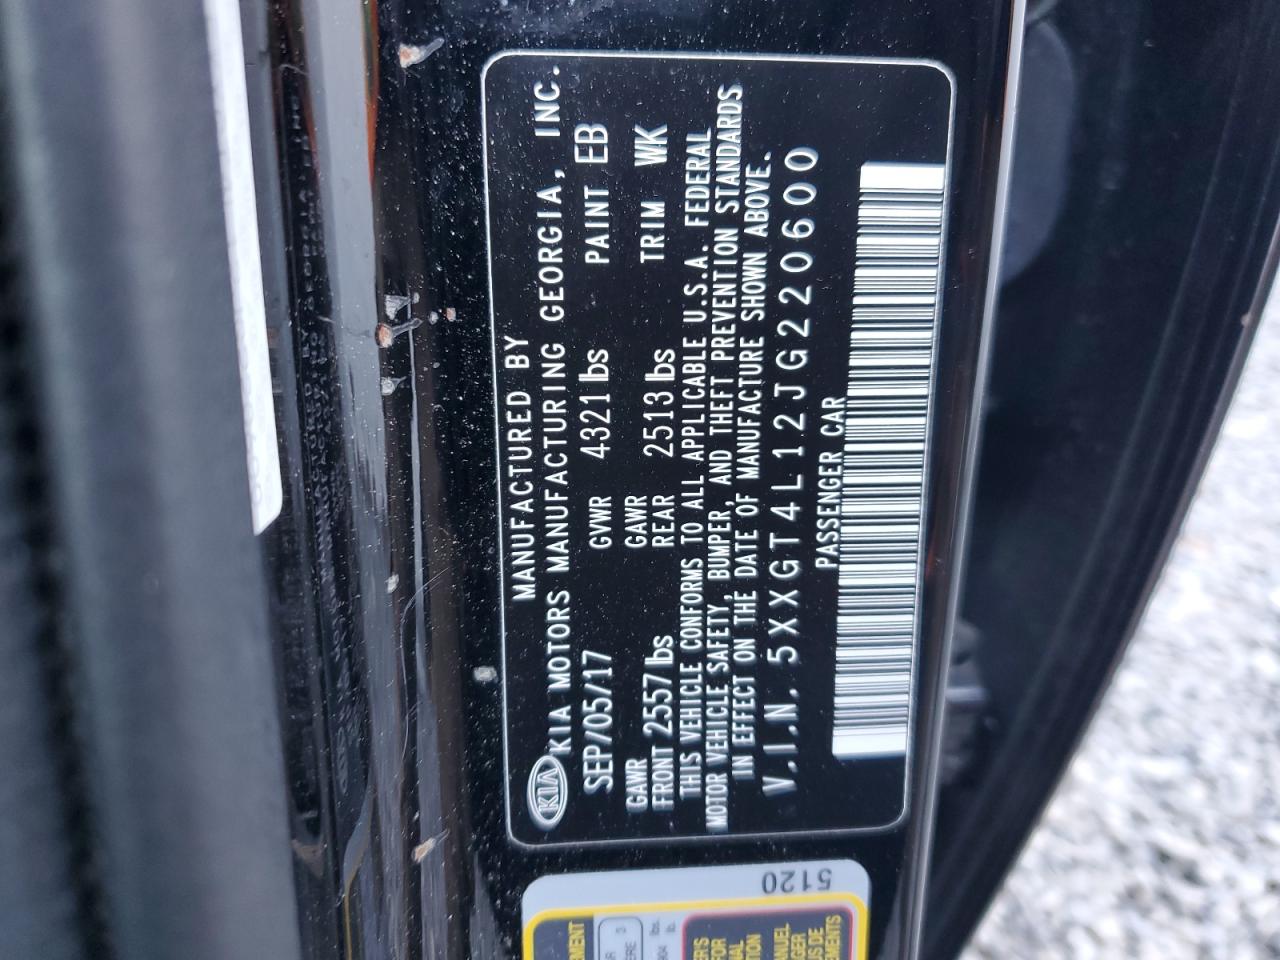 MANUFACTURED BY
KIA KIA MOTORS MANUFACTURING GEORGIA, INC.
SEP/05/17 GVWR 4321 lbs PAINT EB
GAWR FRONT 2557 lbs GAWR REAR 2513 lbs TRIM WK
THIS VEHICLE CONFORMS TO ALL APPLICABLE U.S.A. FEDERAL
MOTOR VEHICLE SAFETY, BUMPER, AND THEFT PREVENTION STANDARDS
IN EFFECT ON THE DATE OF MANUFACTURE SHOWN ABOVE.
V.I.N. 5XXGT4L12JG220600
PASSENGER CAR
5120